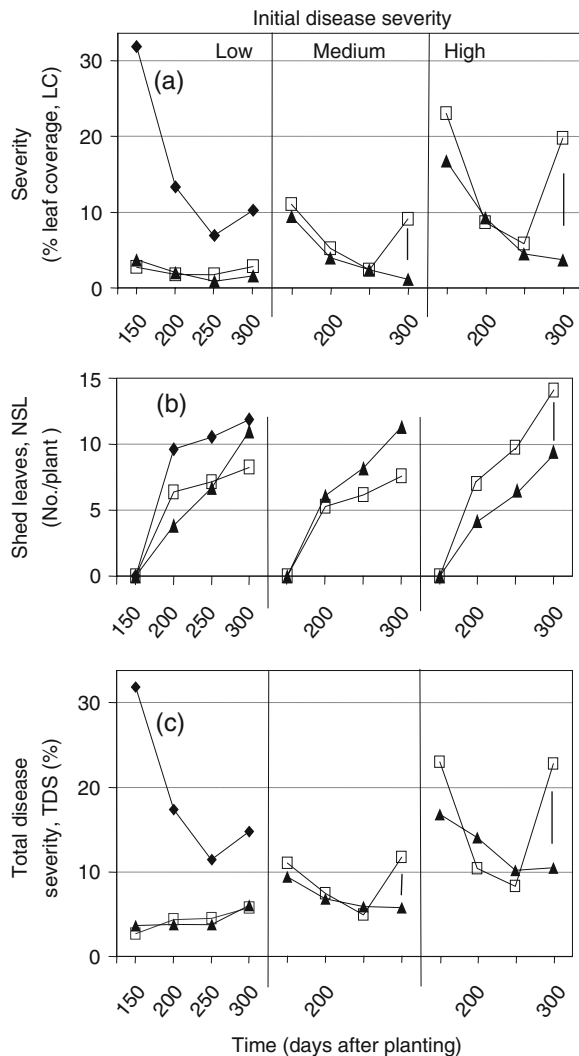 Initial disease severity
Low Medium High
(a)
Severity
(% leaf coverage, LC)
30
20
10
0
150 200 250 300 200 300 200 300
(b)
Shed leaves, NSL
(No./plant )
15
10
5
0
150 200 250 300 200 300 200 300
(c)
Total disease
severity, TDS (%)
30
20
10
0
150 200 250 300 200 300 200 300
Time (days after planting)